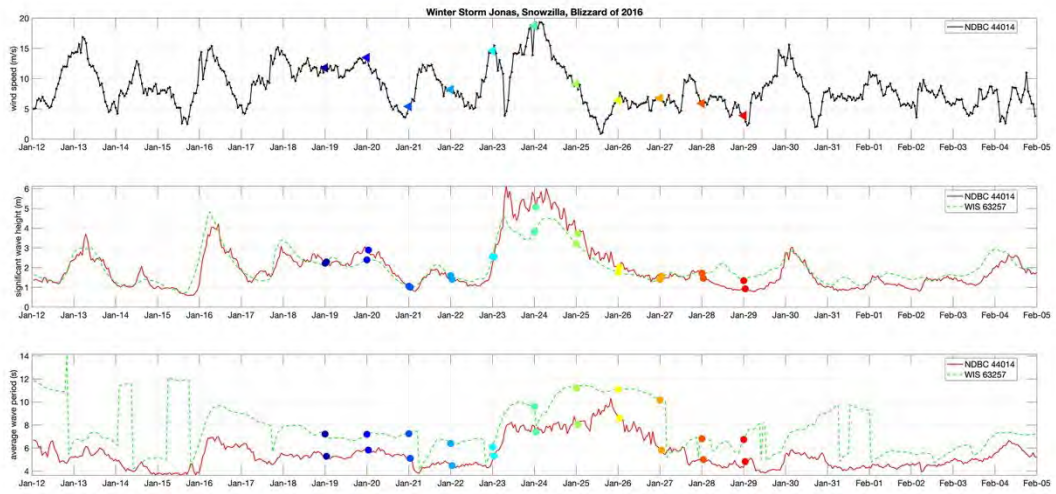 Winter Storm Jonas, Snowzilla, Blizzard of 2016
20
15
10
5
0
wind speed (m/s)
NDBC 44014
Jan-12 Jan-13 Jan-14 Jan-15 Jan-16 Jan-17 Jan-18 Jan-19 Jan-20 Jan-21 Jan-22 Jan-23 Jan-24 Jan-25 Jan-26 Jan-27 Jan-28 Jan-29 Jan-30 Jan-31 Feb-01 Feb-02 Feb-03 Feb-04 Feb-05
6
5
4
3
2
1
0
significant wave height (m)
NDBC 44014
WIS 63257
Jan-12 Jan-13 Jan-14 Jan-15 Jan-16 Jan-17 Jan-18 Jan-19 Jan-20 Jan-21 Jan-22 Jan-23 Jan-24 Jan-25 Jan-26 Jan-27 Jan-28 Jan-29 Jan-30 Jan-31 Feb-01 Feb-02 Feb-03 Feb-04 Feb-05
14
12
10
8
6
4
average wave period (s)
NDBC 44014
WIS 63257
Jan-12 Jan-13 Jan-14 Jan-15 Jan-16 Jan-17 Jan-18 Jan-19 Jan-20 Jan-21 Jan-22 Jan-23 Jan-24 Jan-25 Jan-26 Jan-27 Jan-28 Jan-29 Jan-30 Jan-31 Feb-01 Feb-02 Feb-03 Feb-04 Feb-05